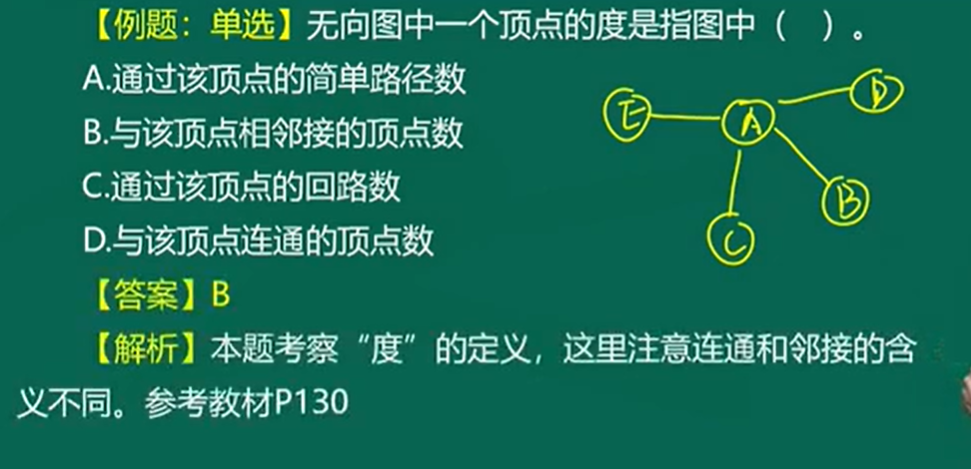 【例题：单选】无向图中一个顶点的度是指图中（ ）。
A.通过该顶点的简单路径数
B.与该顶点相邻接的顶点数
C.通过该顶点的回路数
D.与该顶点连通的顶点数
【答案】B
【解析】本题考察“度”的定义，这里注意连通和邻接的含
义不同。参考教材P130
E
A
D
B
C